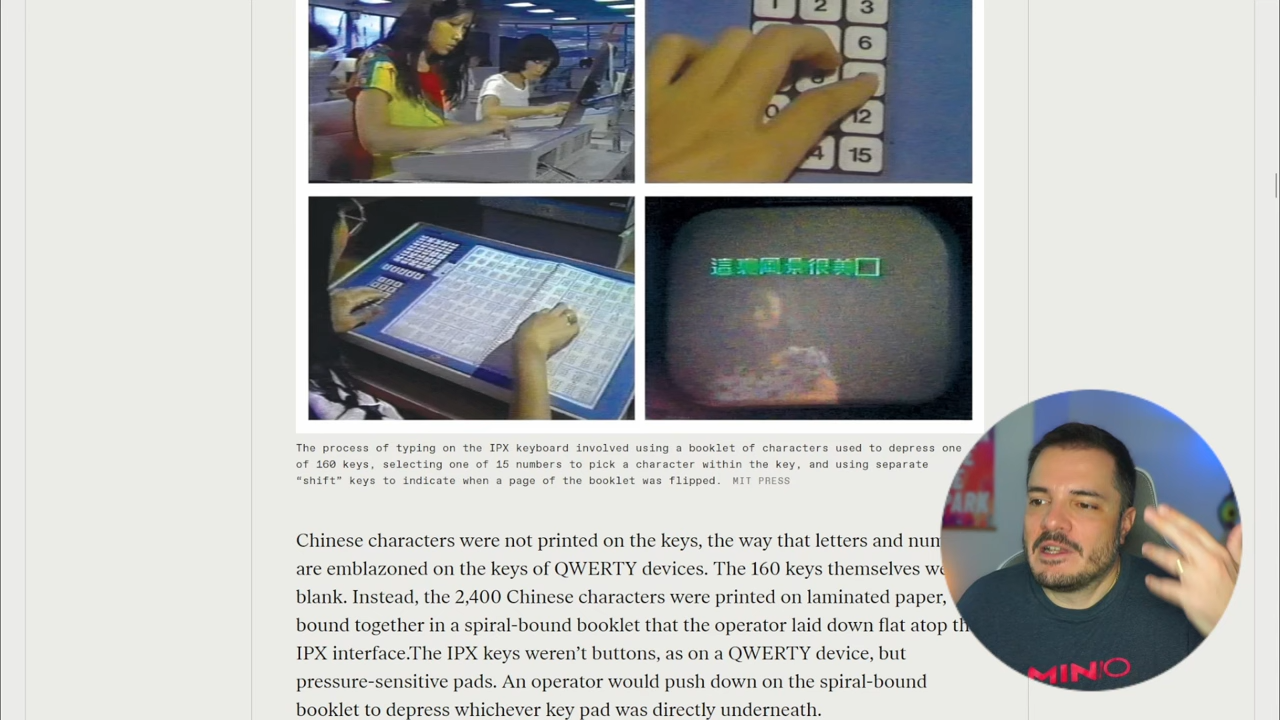 1 2 3
6
12
15
這裏風景很美
The process of typing on the IPX keyboard involved using a booklet of characters used to depress one
of 160 keys, selecting one of 15 numbers to pick a character within the key, and using separate
“shift” keys to indicate when a page of the booklet was flipped. MIT PRESS
Chinese characters were not printed on the keys, the way that letters and
are emblazoned on the keys of QWERTY devices. The 160 keys themselves
blank. Instead, the 2,400 Chinese characters were printed on laminated paper,
bound together in a spiral-bound booklet that the operator laid down flat atop
IPX interface.The IPX keys weren’t buttons, as on a QWERTY device, but
pressure-sensitive pads. An operator would push down on the spiral-bound
booklet to depress whichever key pad was directly underneath.
PARK
MINIO